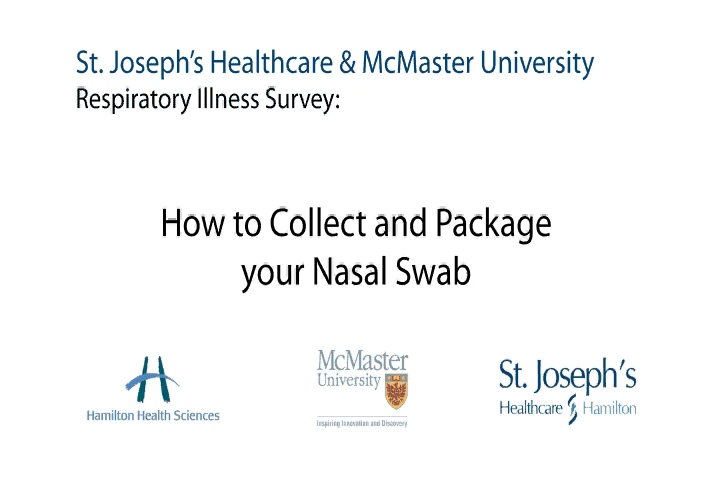 St. Joseph’s Healthcare & McMaster University
Respiratory Illness Survey:
How to Collect and Package
your Nasal Swab
Hamilton Health Sciences
McMaster
University
Inspiring Innovation and Discovery
St. Joseph's
Healthcare Hamilton